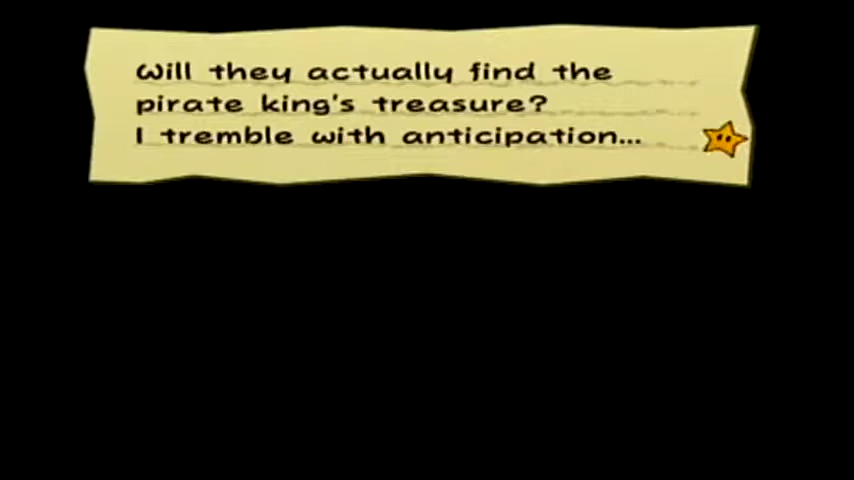 Will they actually find the
pirate king's treasure?
I tremble with anticipation...